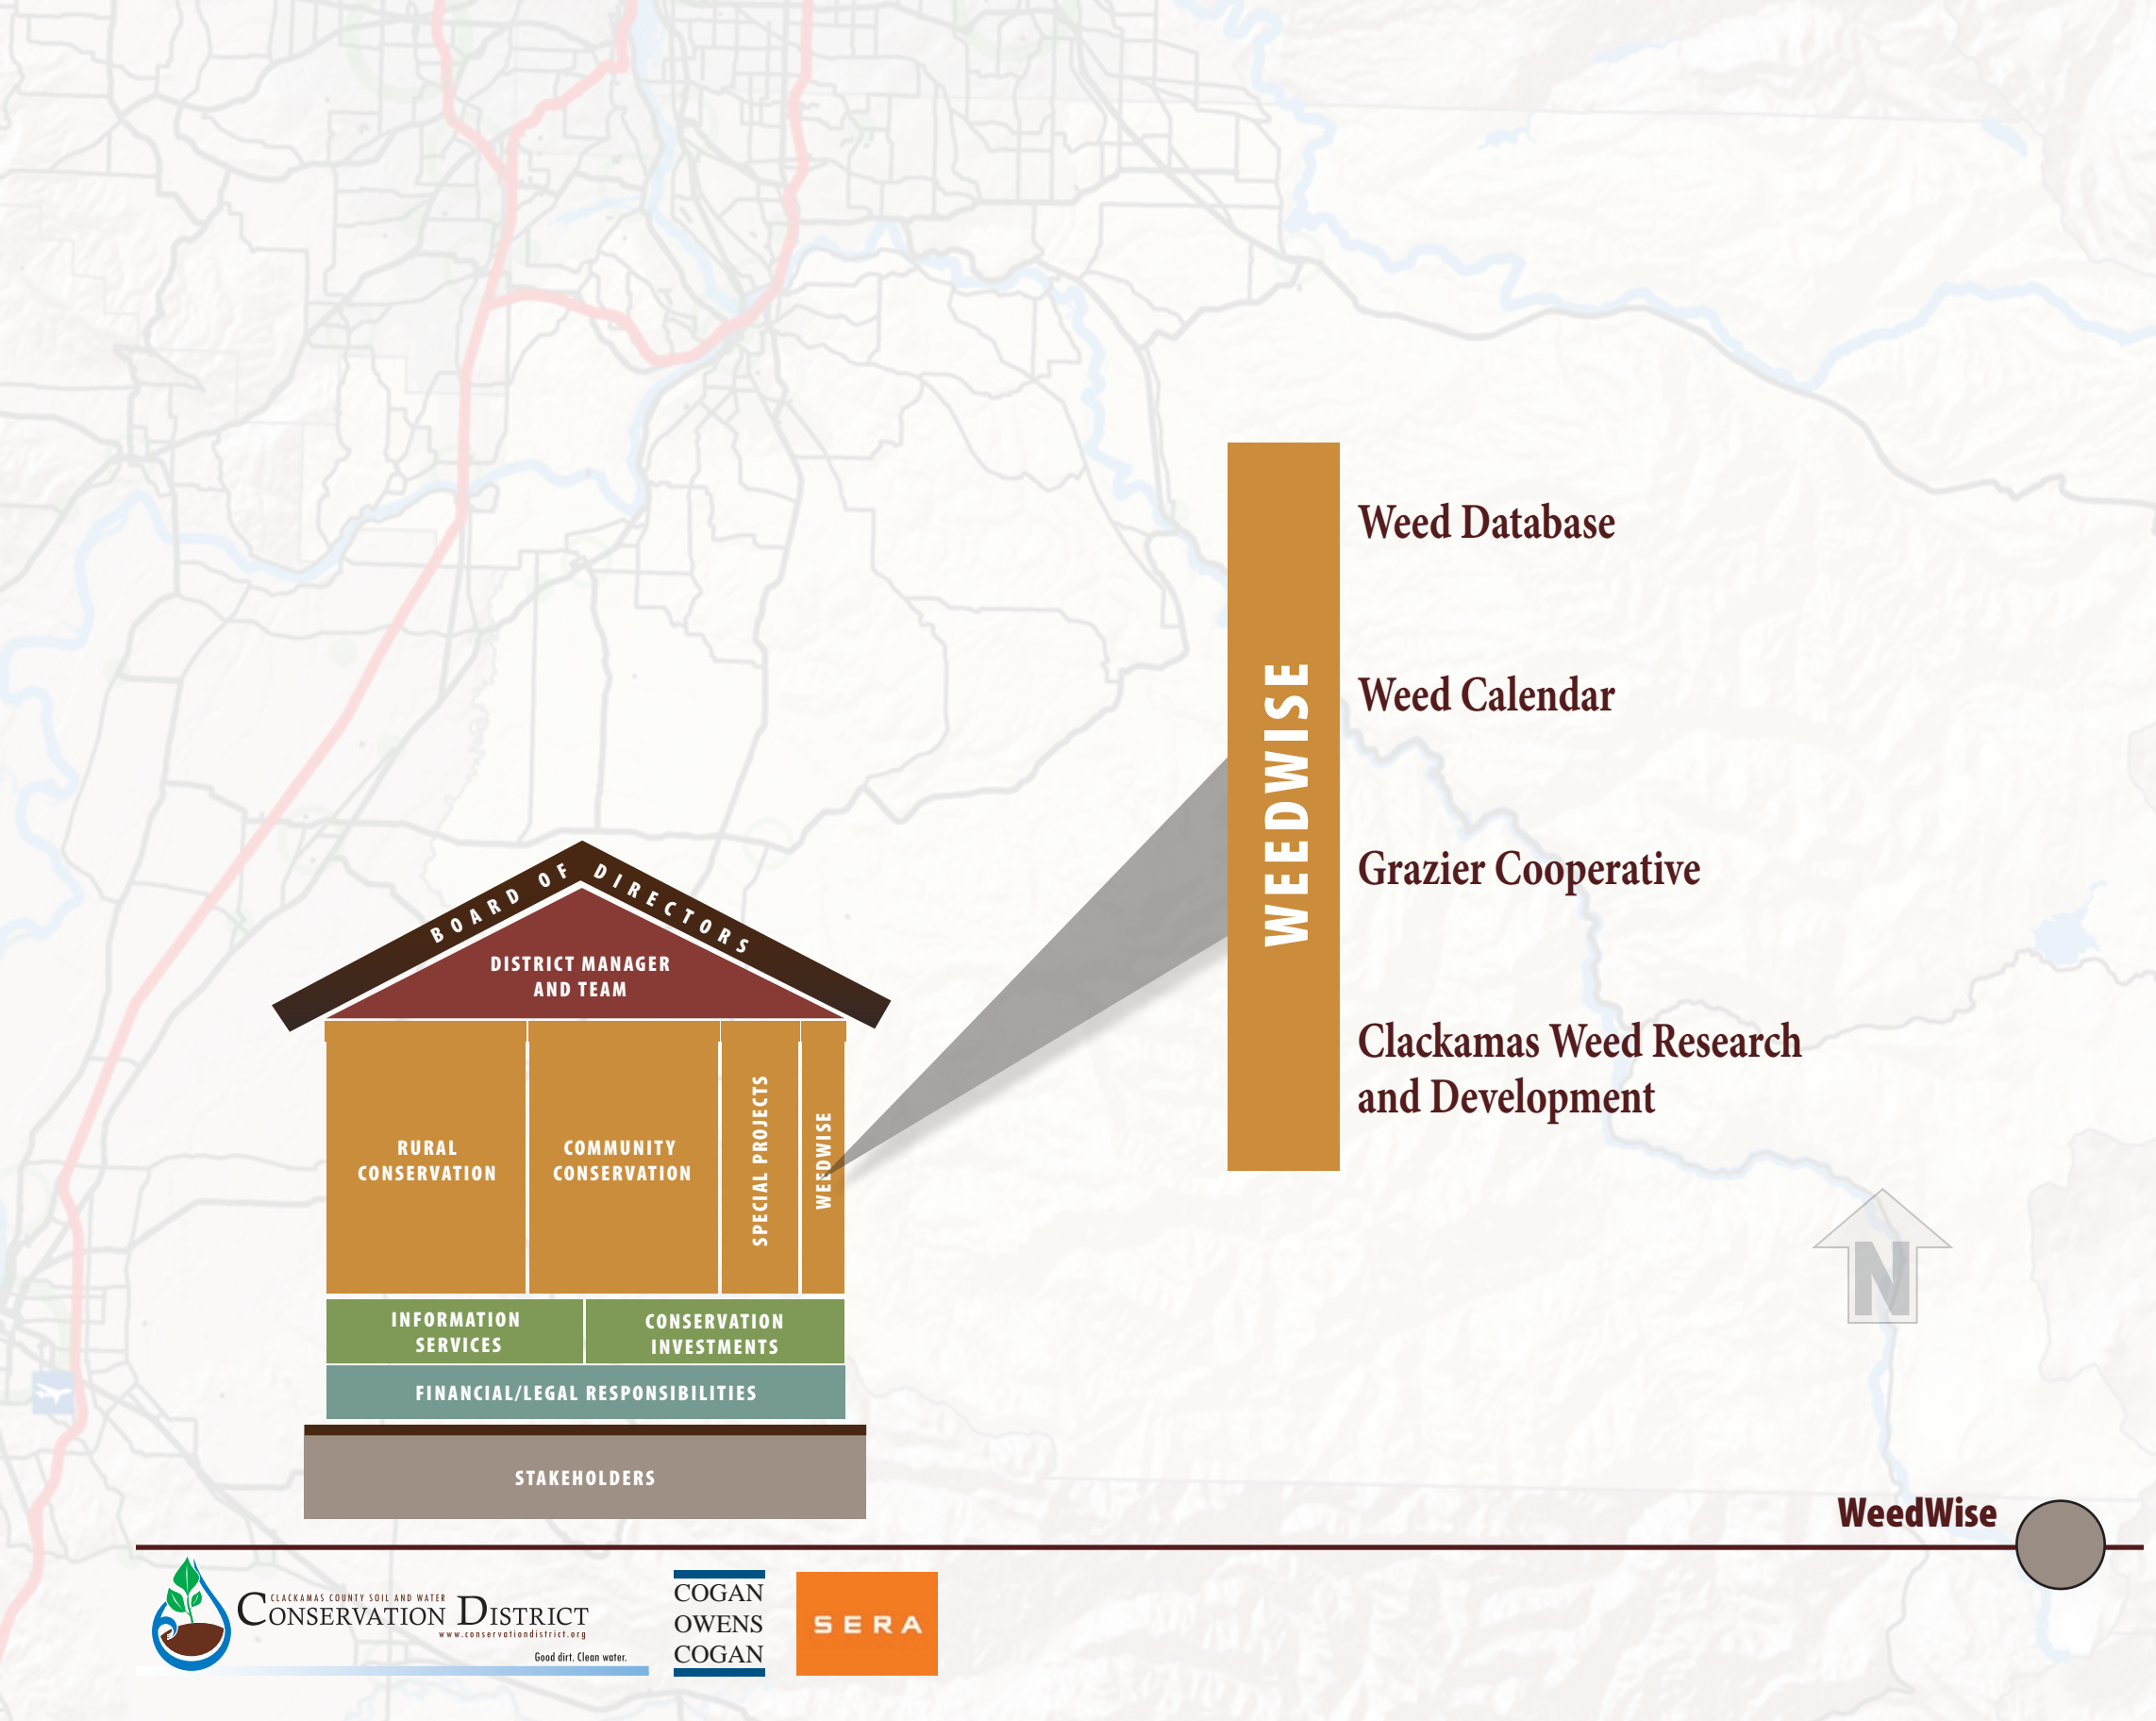 BOARD OF DIRECTORS
DISTRICT MANAGER
AND TEAM
RURAL
CONSERVATION
COMMUNITY
CONSERVATION
SPECIAL PROJECTS
WEEDWISE
INFORMATION
SERVICES
CONSERVATION
INVESTMENTS
FINANCIAL/LEGAL RESPONSIBILITIES
STAKEHOLDERS
WEEDWISE
Weed Database
Weed Calendar
Grazier Cooperative
Clackamas Weed Research
and Development
N
WeedWise
CLACKAMAS COUNTY SOIL AND WATER
CONSERVATION DISTRICT
www.conservationdistrict.org
Good dirt. Clean water.
COGAN
OWENS
COGAN
SERA